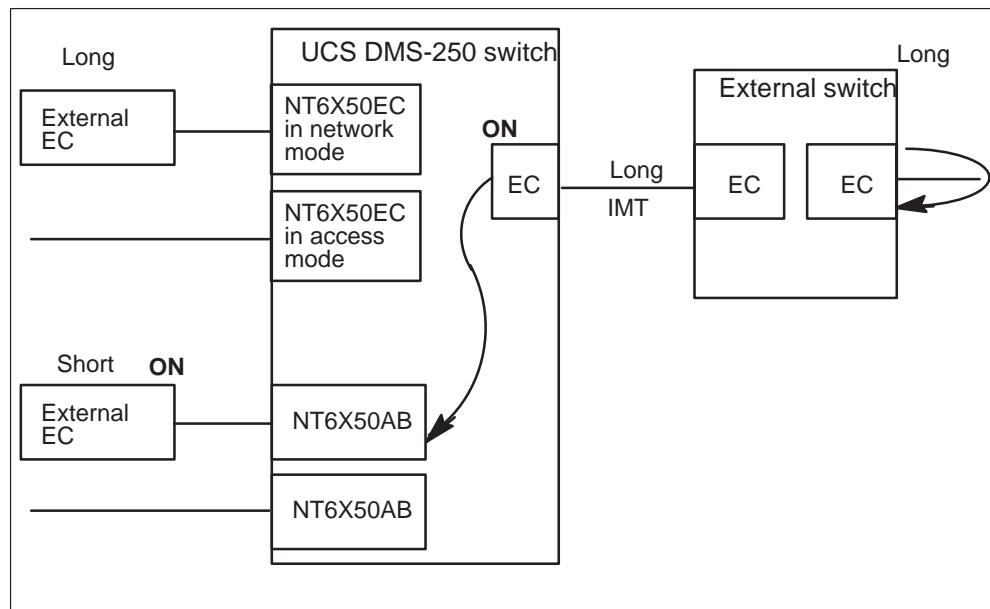 Long
External
EC
UCS DMS-250 switch
NT6X50EC
in network
mode
NT6X50EC
in access
mode
ON
EC
Long
IMT
Long
External switch
EC
EC
Short
ON
External
EC
NT6X50AB
NT6X50AB